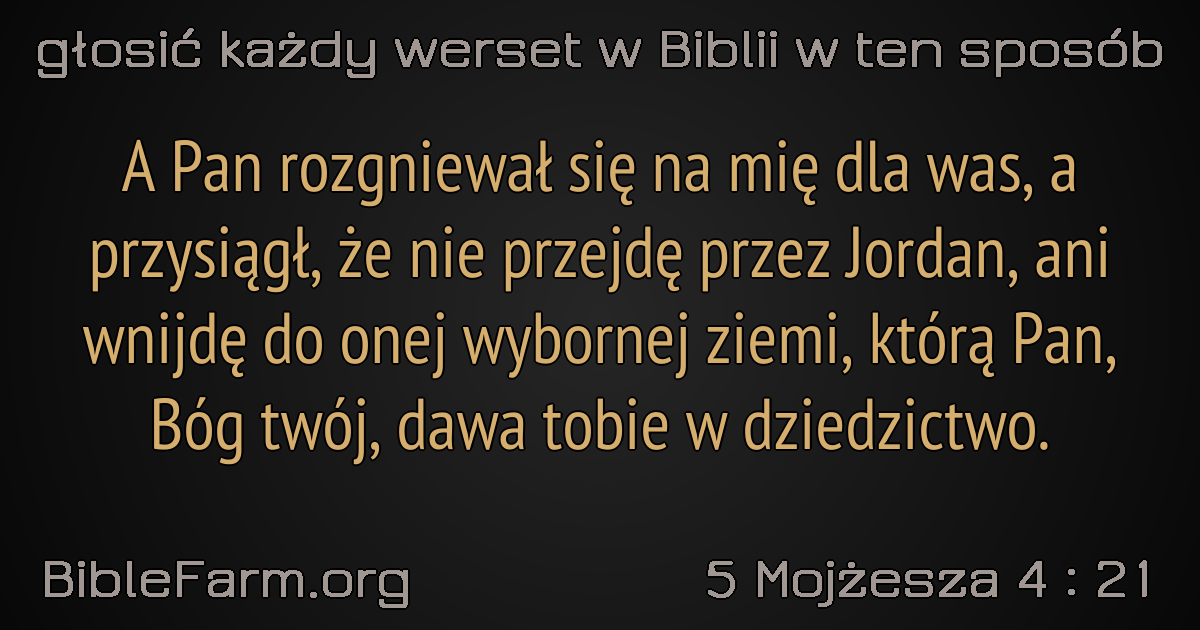 głosić każdy werset w Biblii w ten sposób
A Pan rozgniewał się na mię dla was, a
przysiągł, że nie przejdę przez Jordan, ani
wnijdę do onej wybornej ziemi, którą Pan,
Bóg twój, dawa tobie w dziedzictwo.
BibleFarm.org
5 Mojżesza 4 : 21